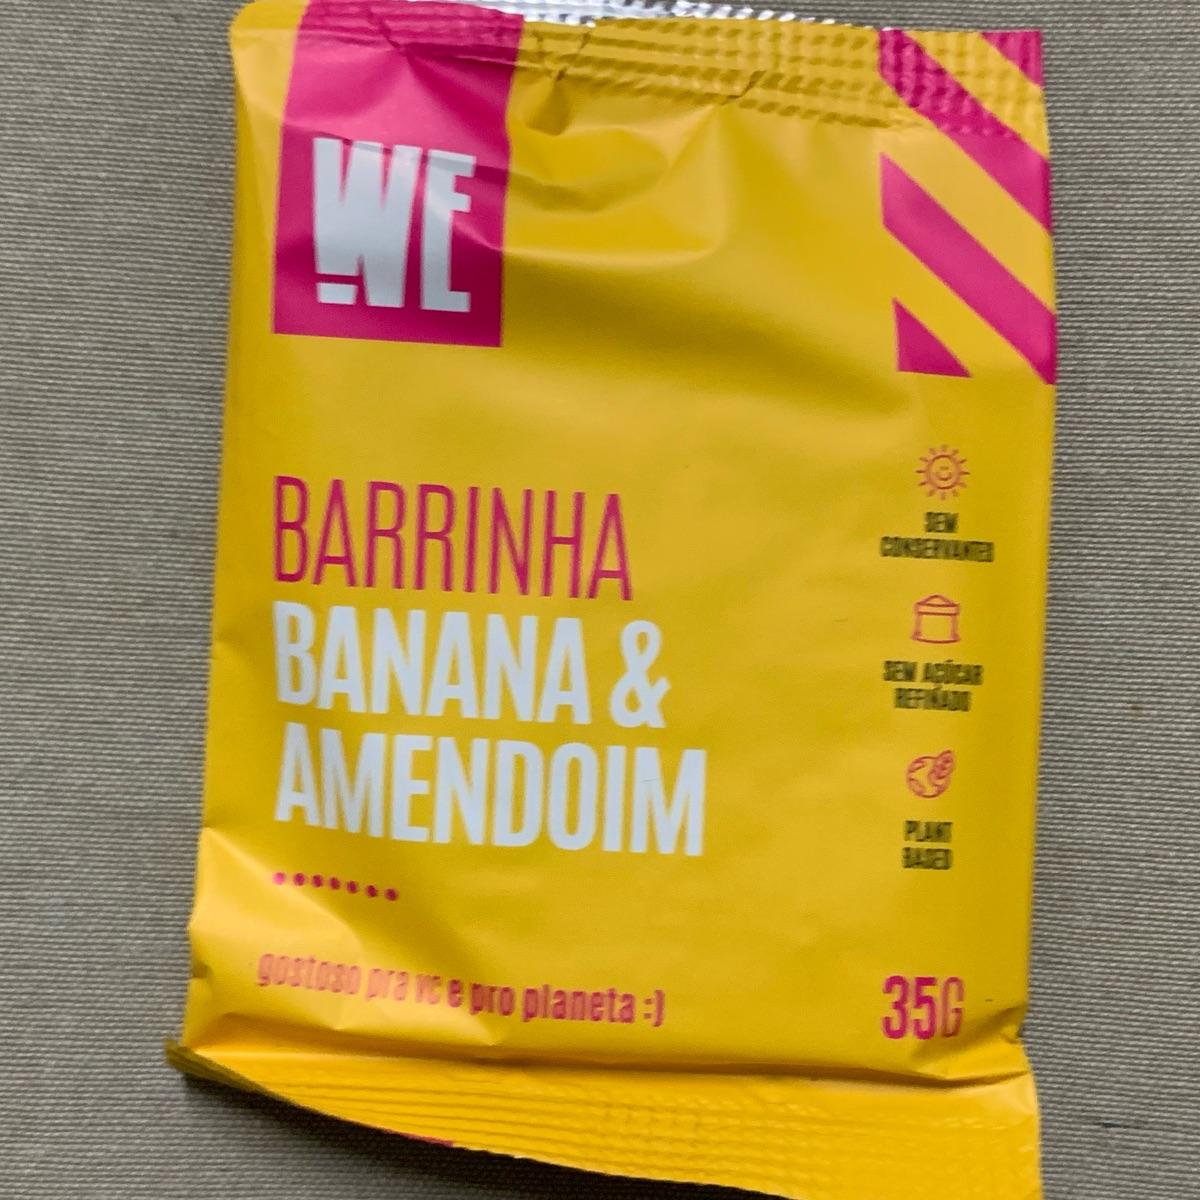 WE
BARRINHA
BANANA &
AMENDOIM
gostoso pra vc e pro planeta :)
SEM
CONSERVANTES
SEM AÇÚCAR
REFINADO
PLANT
BASED
35G